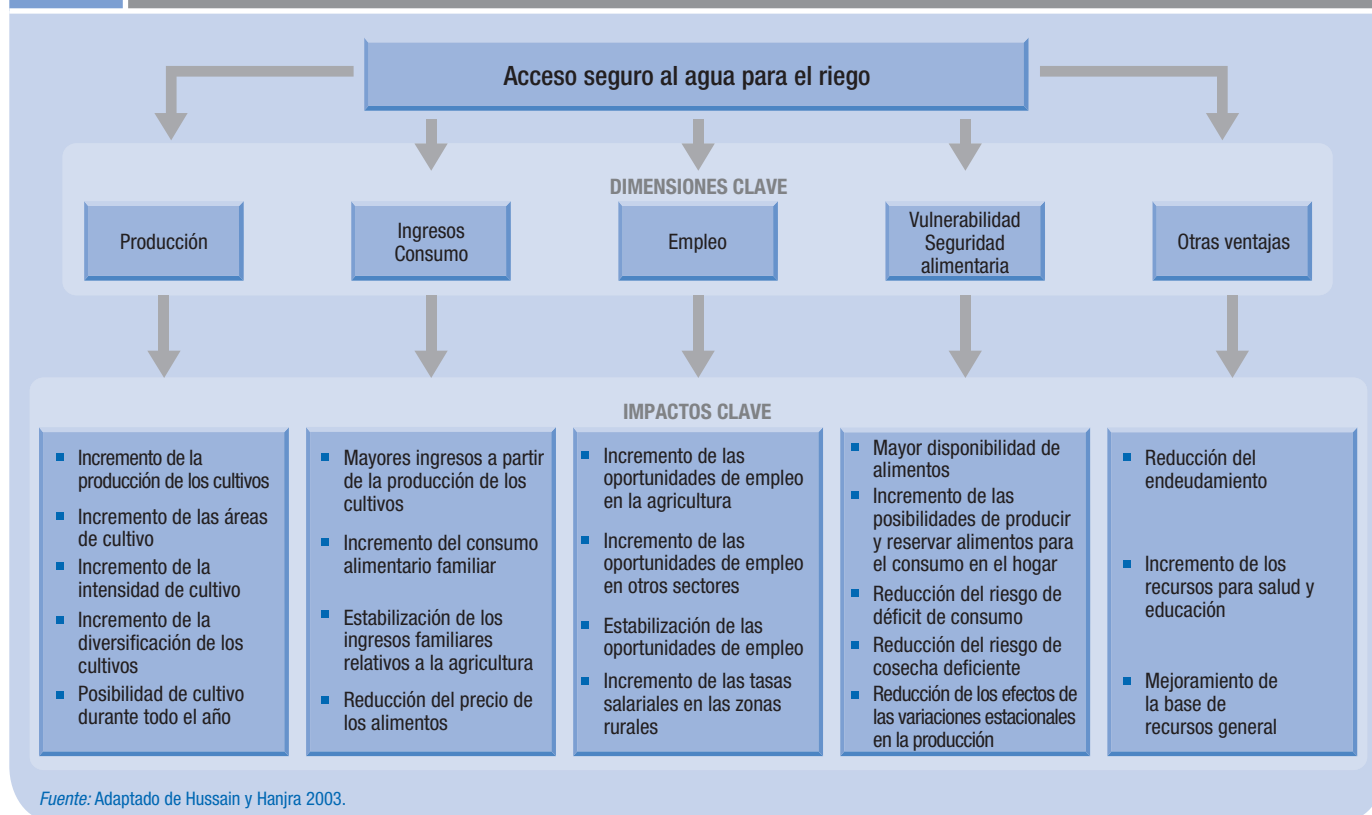 Acceso seguro al agua para el riego
DIMENSIONES CLAVE
Producción
Ingresos
Consumo
Empleo
Vulnerabilidad
Seguridad
alimentaria
Otras ventajas
IMPACTOS CLAVE
▪ Incremento de la
producción de los cultivos
▪ Incremento de las áreas
de cultivo
▪ Incremento de la
intensidad de cultivo
▪ Incremento de la
diversificación de los
cultivos
▪ Posibilidad de cultivo
durante todo el año
▪ Mayores ingresos a partir
de la producción de los
cultivos
▪ Incremento del consumo
alimentario familiar
▪ Estabilización de los
ingresos familiares
relativos a la agricultura
▪ Reducción del precio de
los alimentos
▪ Incremento de las
oportunidades de empleo
en la agricultura
▪ Incremento de las
oportunidades de empleo
en otros sectores
▪ Estabilización de las
oportunidades de empleo
▪ Incremento de las tasas
salariales en las zonas
rurales
▪ Mayor disponibilidad de
alimentos
▪ Incremento de las
posibilidades de producir
y reservar alimentos para
el consumo en el hogar
▪ Reducción del riesgo de
déficit de consumo
▪ Reducción del riesgo de
cosecha deficiente
▪ Reducción de los efectos de
las variaciones estacionales
en la producción
▪ Reducción del
endeudamiento
▪ Incremento de los
recursos para salud y
educación
▪ Mejoramiento de
la base de
recursos general
Fuente: Adaptado de Hussain y Hanjra 2003.